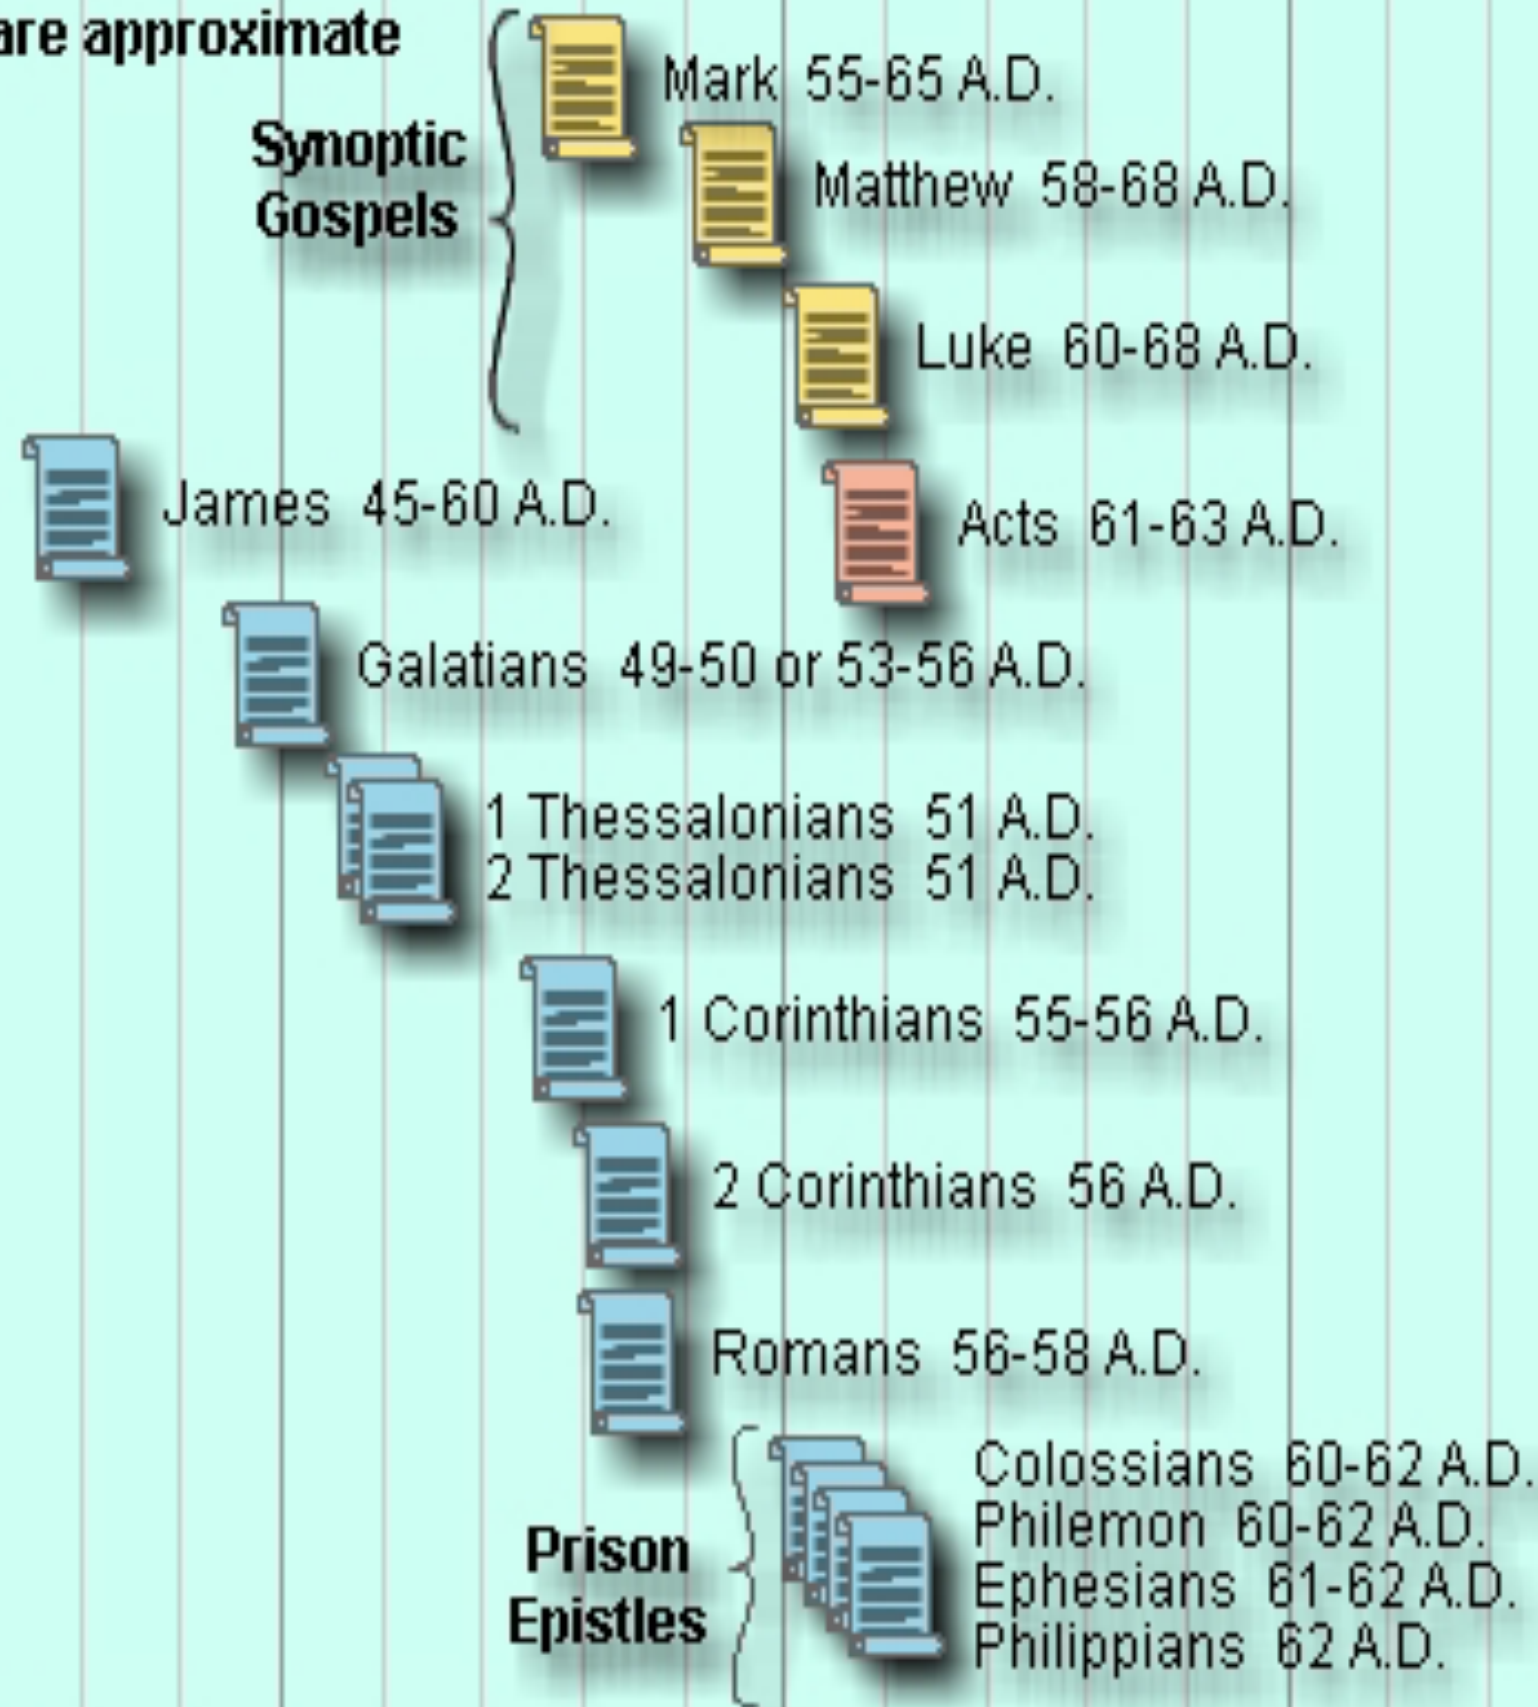 are approximate
Mark 55-65 A.D.
Synoptic
Gospels
Matthew 58-68 A.D.
Luke 60-68 A.D.
James 45-60 A.D.
Acts 61-63 A.D.
Galatians 49-50 or 53-56 A.D.
1 Thessalonians 51 A.D.
2 Thessalonians 51 A.D.
1 Corinthians 55-56 A.D.
2 Corinthians 56 A.D.
Romans 56-58 A.D.
Prison
Epistles
Colossians 60-62 A.D.
Philemon 60-62 A.D.
Ephesians 61-62 A.D.
Philippians 62 A.D.